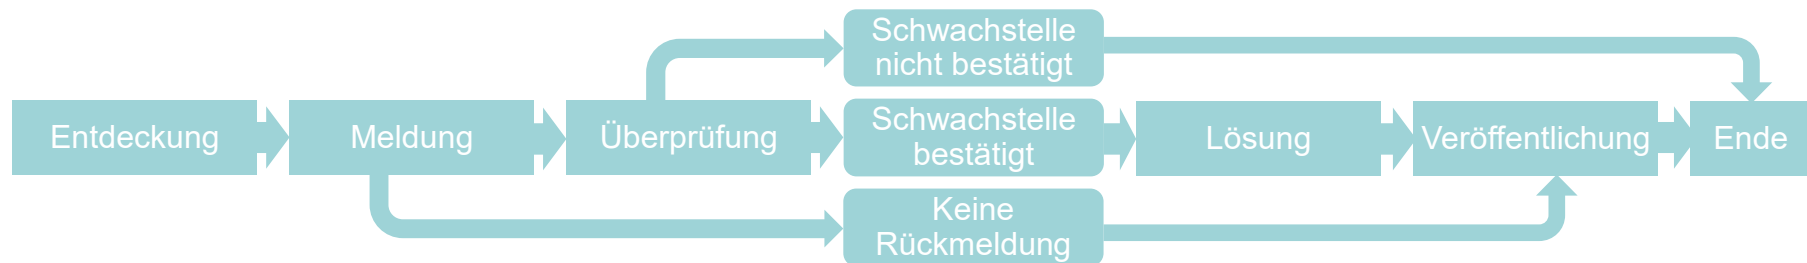 Schwachstelle
nicht bestätigt
Entdeckung
Meldung
Überprüfung
Schwachstelle
bestätigt
Lösung
Veröffentlichung
Ende
Keine
Rückmeldung